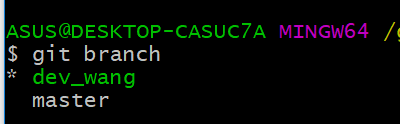 ASUS@DESKTOP-CASUC7A MINGW64 /g
$ git branch
* dev_wang
  master